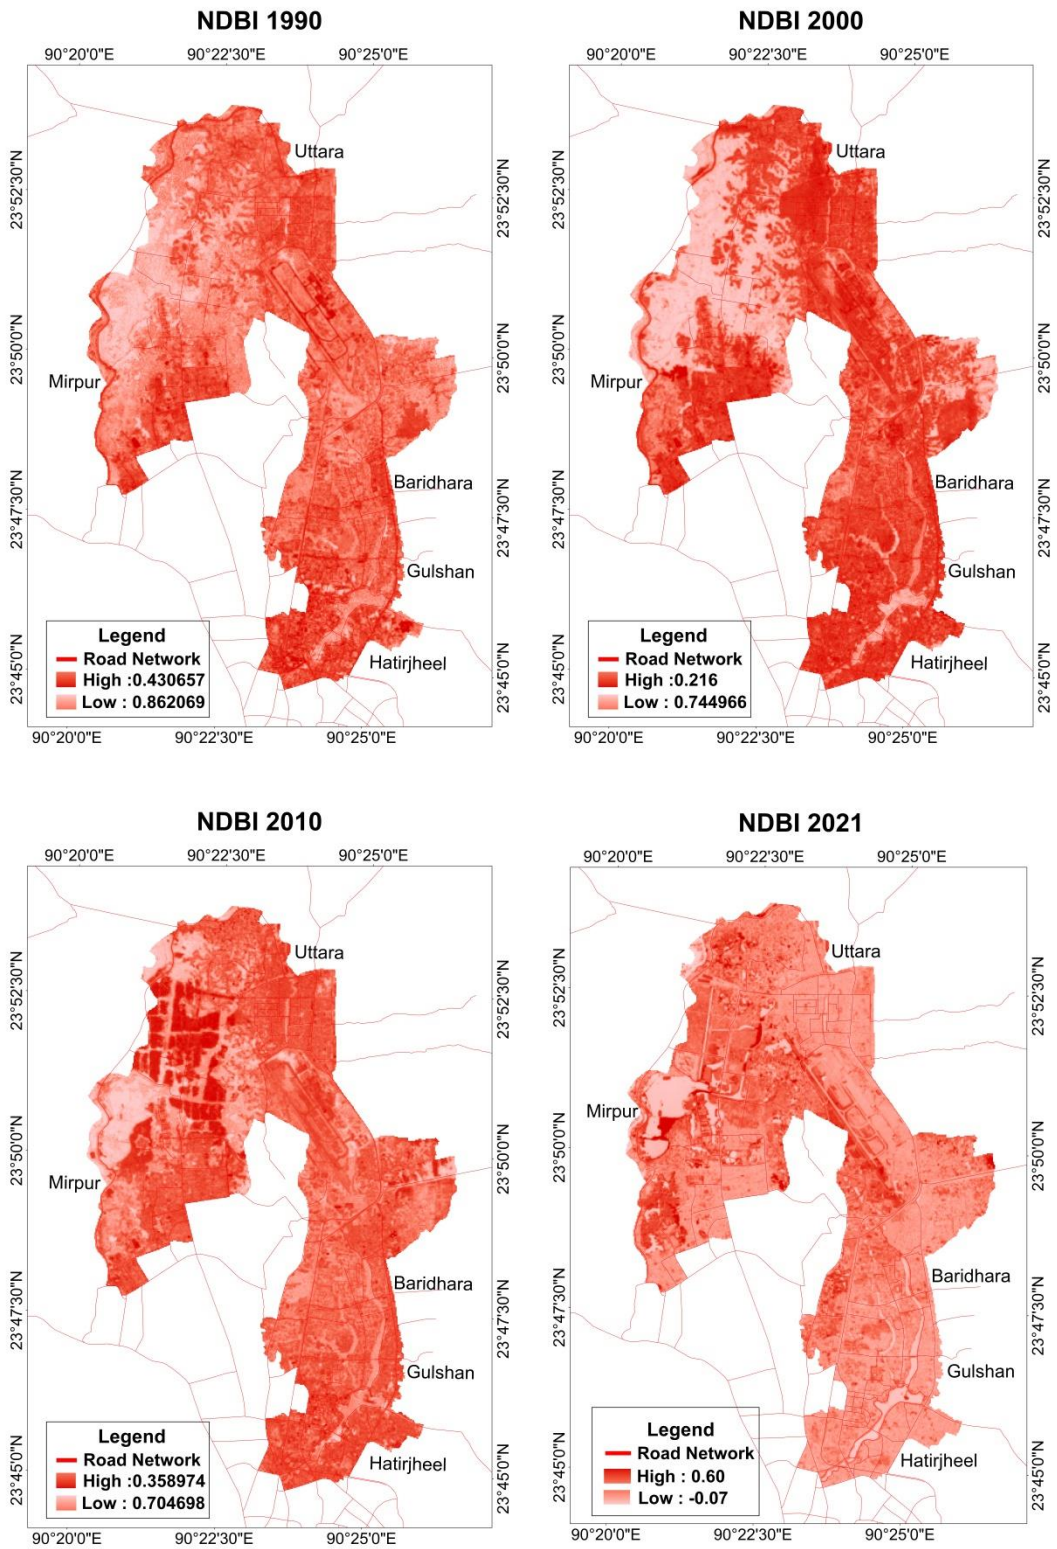 NDBI 1990
90°20'0"E 90°22'30"E 90°25'0"E
23°52'30"N
23°50'0"N
23°47'30"N
23°45'0"N
Uttara
Mirpur
Baridhara
Gulshan
Hatirjheel
Legend
Road Network
High :0.430657
Low : 0.862069
23°52'30"N
23°50'0"N
23°47'30"N
23°45'0"N
90°20'0"E 90°22'30"E 90°25'0"E
NDBI 2000
90°20'0"E 90°22'30"E 90°25'0"E
23°52'30"N
23°50'0"N
23°47'30"N
23°45'0"N
Uttara
Mirpur
Baridhara
Gulshan
Hatirjheel
Legend
Road Network
High :0.216
Low : 0.744966
23°52'30"N
23°50'0"N
23°47'30"N
23°45'0"N
90°20'0"E 90°22'30"E 90°25'0"E
NDBI 2010
90°20'0"E 90°22'30"E 90°25'0"E
23°52'30"N
23°50'0"N
23°47'30"N
23°45'0"N
Uttara
Mirpur
Baridhara
Gulshan
Hatirjheel
Legend
Road Network
High :0.358974
Low : 0.704698
23°52'30"N
23°50'0"N
23°47'30"N
23°45'0"N
90°20'0"E 90°22'30"E 90°25'0"E
NDBI 2021
90°20'0"E 90°22'30"E 90°25'0"E
23°52'30"N
23°50'0"N
23°47'30"N
23°45'0"N
Uttara
Mirpur
Baridhara
Gulshan
Hatirjheel
Legend
Road Network
High : 0.60
Low : -0.07
23°52'30"N
23°50'0"N
23°47'30"N
23°45'0"N
90°20'0"E 90°22'30"E 90°25'0"E